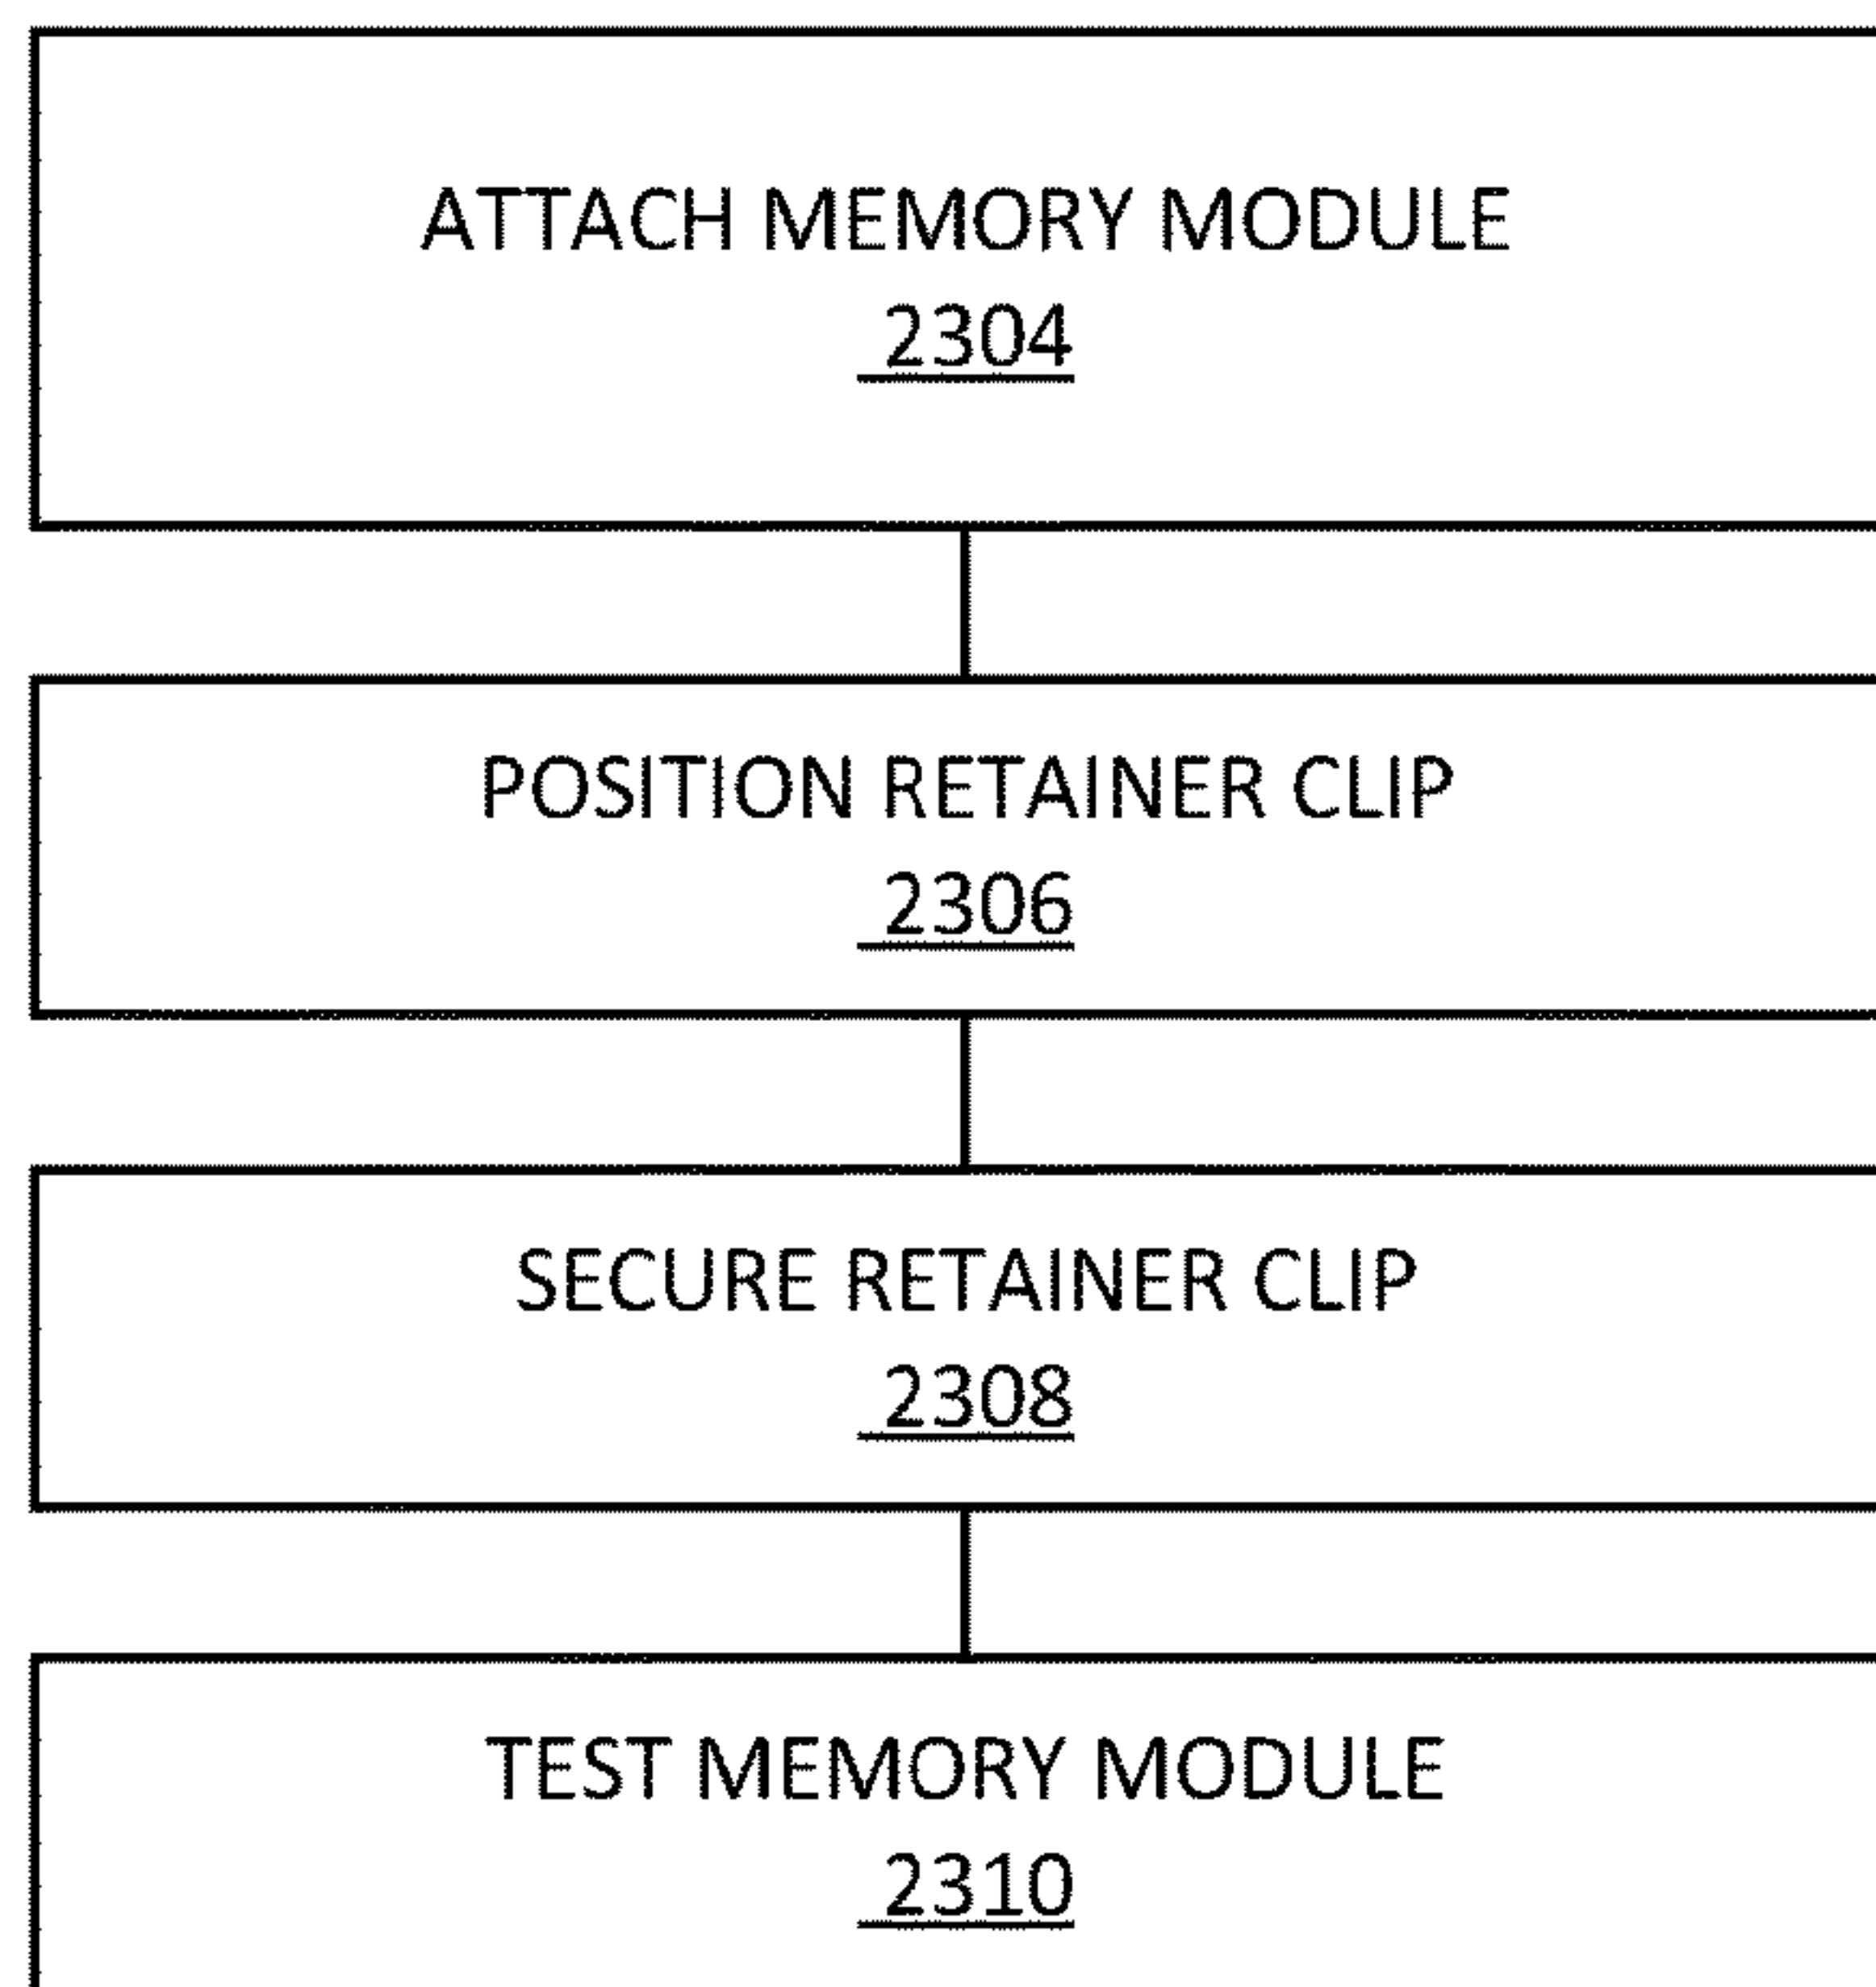 ATTACH MEMORY MODULE
2304
POSITION RETAINER CLIP
2306
SECURE RETAINER CLIP
2308
TEST MEMORY MODULE
2310